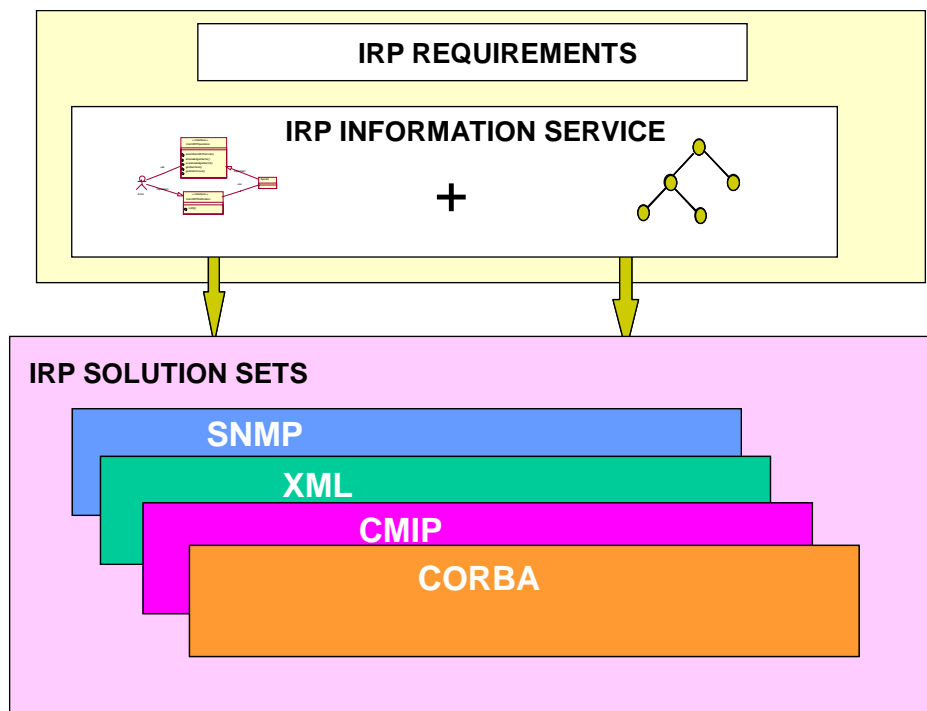 IRP REQUIREMENTS
IRP INFORMATION SERVICE
+
IRP SOLUTION SETS
SNMP
XML
CMIP
CORBA